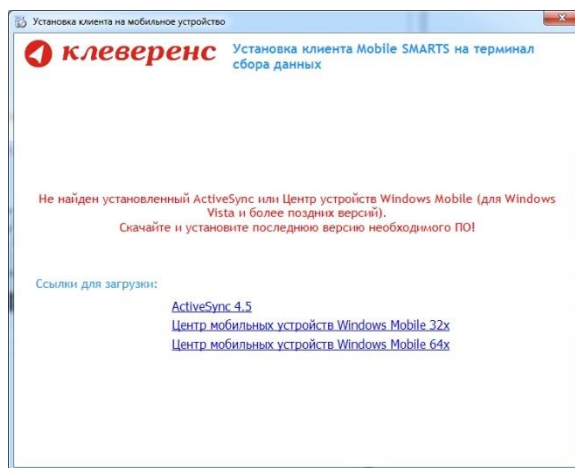 Установка клиента на мобильное устройство
клеверенс
Установка клиента Mobile SMARTS на терминал
сбора данных
Не найден установленный ActiveSync или Центр устройств Windows Mobile (для Windows
Vista и более поздних версий).
Скачайте и установите последнюю версию необходимого ПО!
Ссылки для загрузки:
ActiveSync 4.5
Центр мобильных устройств Windows Mobile 32x
Центр мобильных устройств Windows Mobile 64x